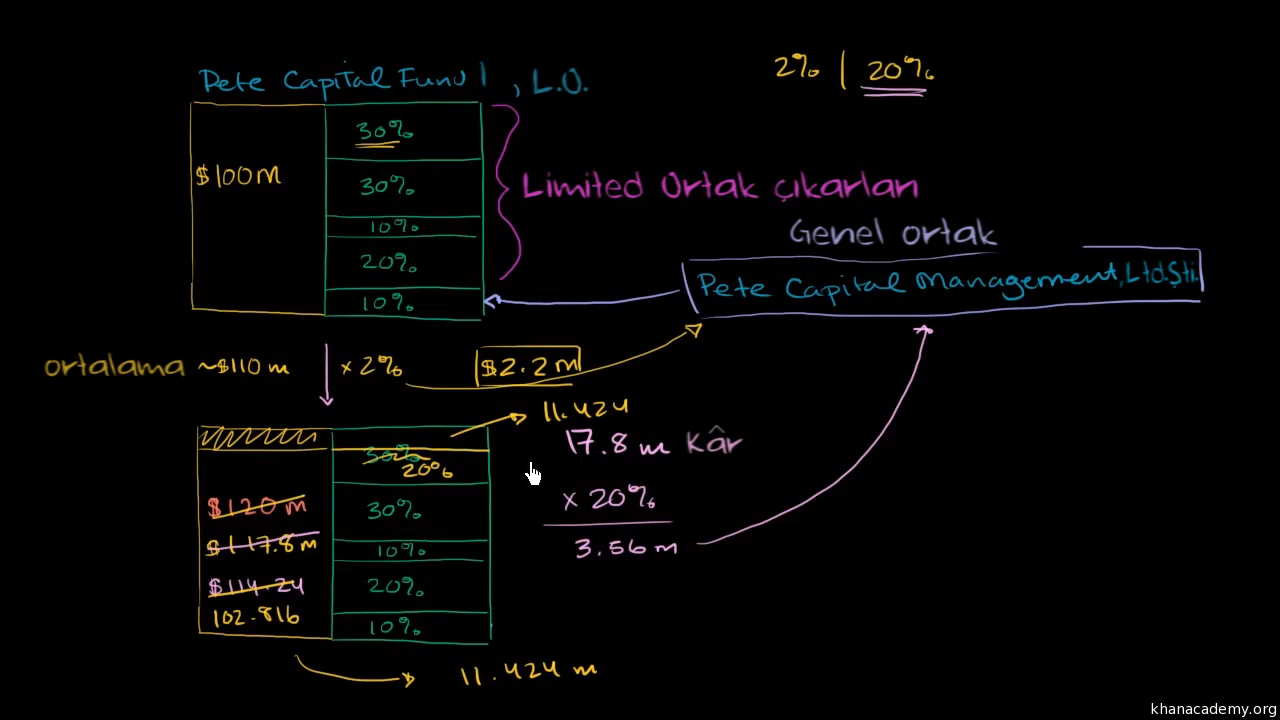 Pete Capital Fund 1, L.O.
2% | 20%
$100m
30%
30%
10%
20%
10%
Limited Ortak çıkarları
Genel ortak
Pete Capital Management, Ltd.Şti.
ortalama ~$110 m
x 2%
$2.2 m
11.424
17.8 m Kâr
x 20%
3.56 m
30%
20%
$120 m
30%
$117.8 m
10%
$114.24
20%
102.816
10%
11.424 m
khanacademy.org